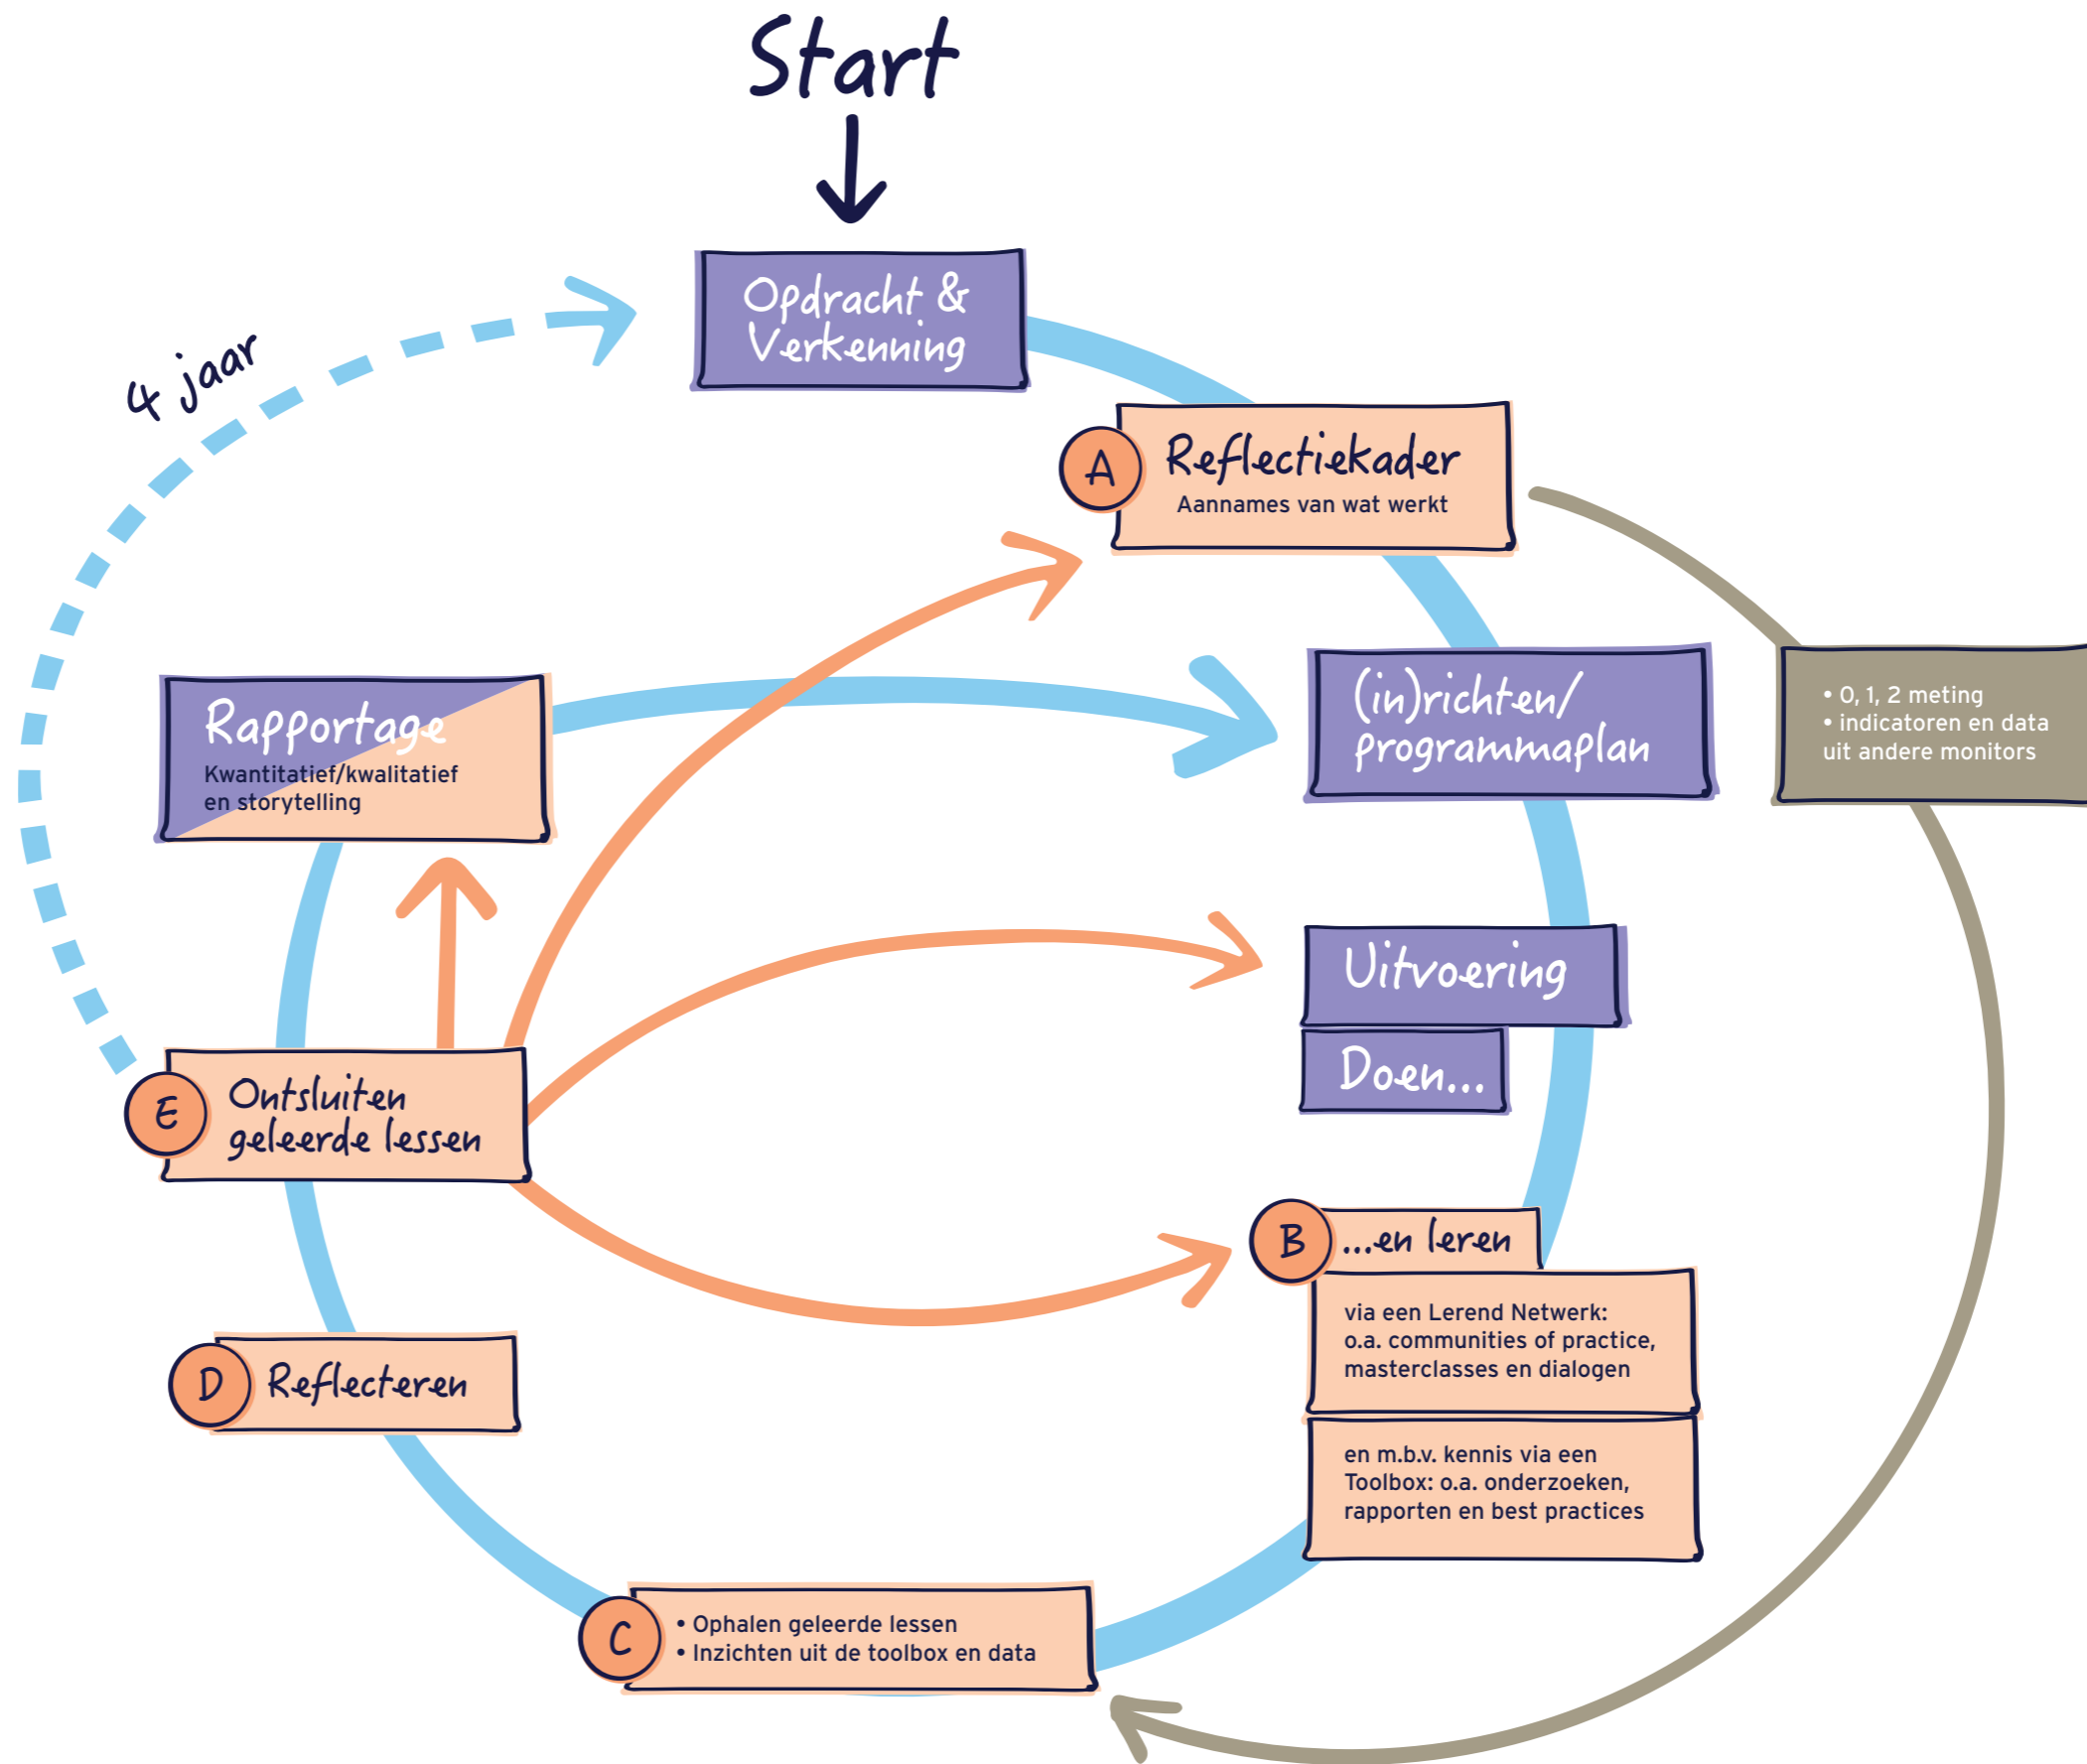 Start
4 jaar
Opdracht &
Verkenning
A
Reflectiekader
Aannames van wat werkt
Rapportage
Kwantitatief/kwalitatief
en storytelling
(in)richten/
programmaplan
• 0, 1, 2 meting
• indicatoren en data
uit andere monitors
Uitvoering
Doen...
E
Ontsluiten
geleerde lessen
B
...en leren
via een Lerend Netwerk:
o.a. communities of practice,
masterclasses en dialogen
en m.b.v. kennis via een
Toolbox: o.a. onderzoeken,
rapporten en best practices
D
Reflecteren
C
• Ophalen geleerde lessen
• Inzichten uit de toolbox en data